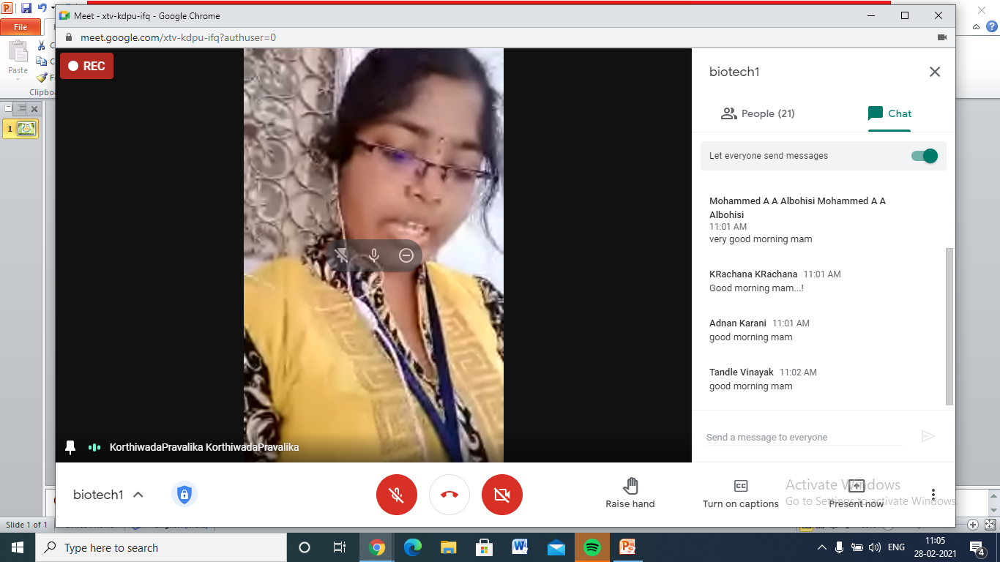 Meet - xtv-kdpu-ifq - Google Chrome
File
meet.google.com/xtv-kdpu-ifq?authuser=0
Paste
REC
biotech1
People (21)
Chat
Let everyone send messages
1
Mohammed A A Albohisi Mohammed A A
Albohisi
11:01 AM
very good morning mam
KRachana KRachana 11:01 AM
Good morning mam...!
Adnan Karani 11:01 AM
good morning mam
Tandle Vinayak 11:02 AM
good morning mam
Send a message to everyone
KorthiwadaPravalika KorthiwadaPravalika
biotech1
Raise hand
Turn on captions
Present now
Activate Windows
Go to Settings to activate Windows.
Slide 1 of 1
Type here to search
ENG
11:05
28-02-2021
4